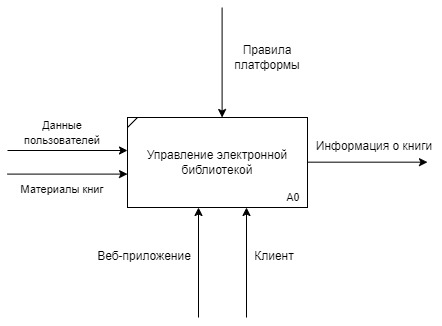 Правила
платформы
Данные
пользователей
Управление электронной
библиотекой
Информация о книги
Материалы книг
A0
Веб-приложение
Клиент